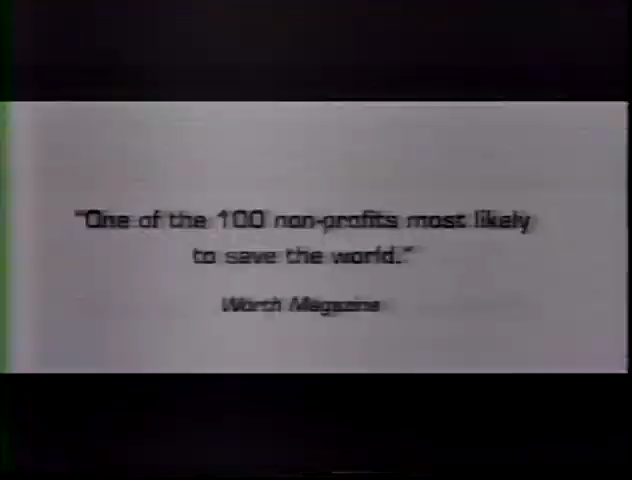 "One of the 100 non-profits most likely
to save the world."
Worth Magazine